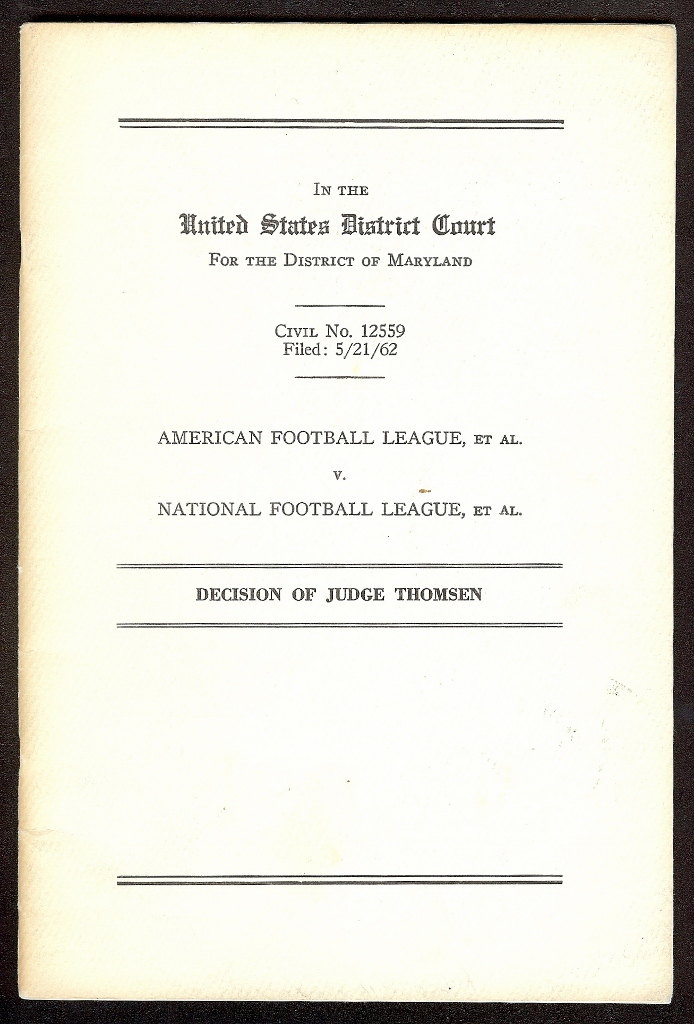 In the
United States District Court
For the District of Maryland
Civil No. 12559
Filed: 5/21/62
AMERICAN FOOTBALL LEAGUE, et al.
v.
NATIONAL FOOTBALL LEAGUE, et al.
DECISION OF JUDGE THOMSEN